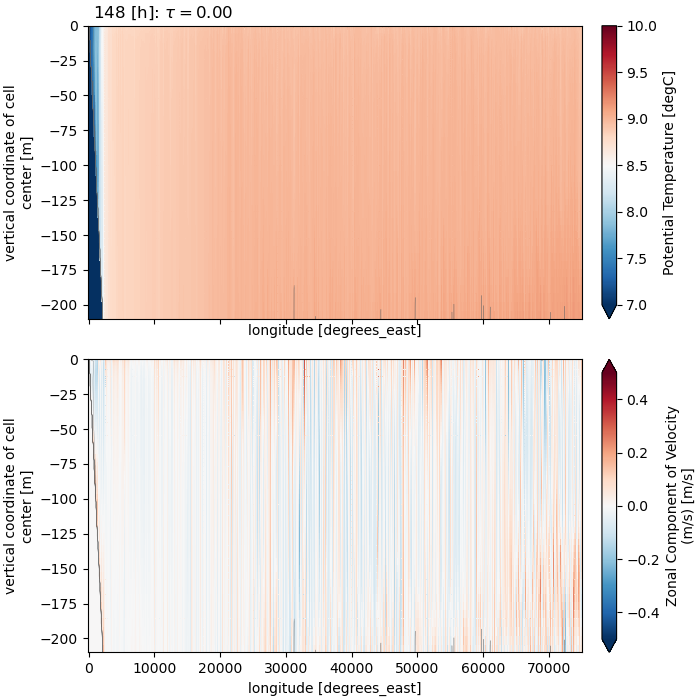 148 [h]: τ = 0.00
vertical coordinate of cell
center [m]
0
−25
−50
−75
−100
−125
−150
−175
−200
longitude [degrees_east]
10.0
9.5
9.0
8.5
8.0
7.5
7.0
Potential Temperature [degC]
vertical coordinate of cell
center [m]
0
−25
−50
−75
−100
−125
−150
−175
−200
0 10000 20000 30000 40000 50000 60000 70000
longitude [degrees_east]
0.4
0.2
0.0
−0.2
−0.4
Zonal Component of Velocity
(m/s) [m/s]